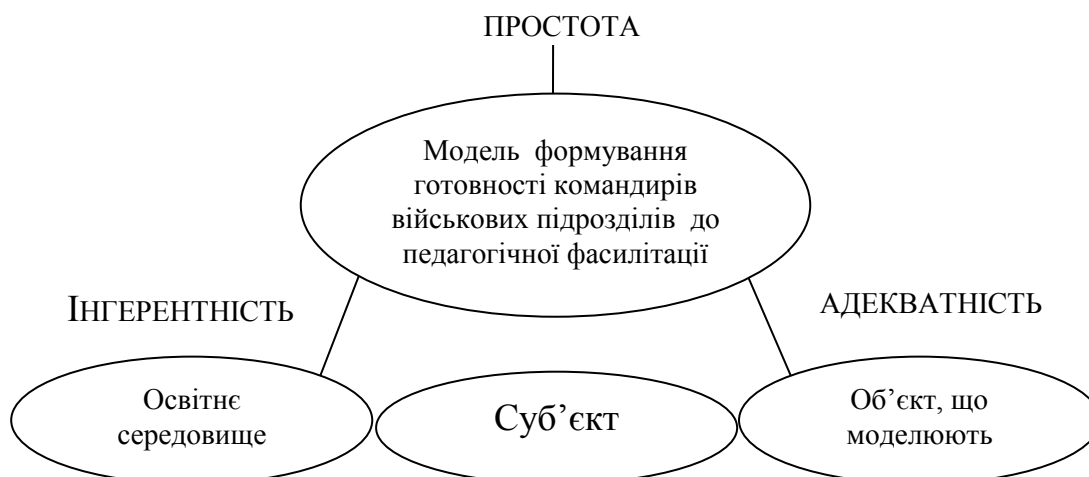 ПРОСТОТА
Модель формування
готовності командирів
військових підрозділів до
педагогічної фасилітації
ІНГЕРЕНТНІСТЬ
АДЕКВАТНІСТЬ
Освітнє
середовище
Суб’єкт
Об’єкт, що
моделюють